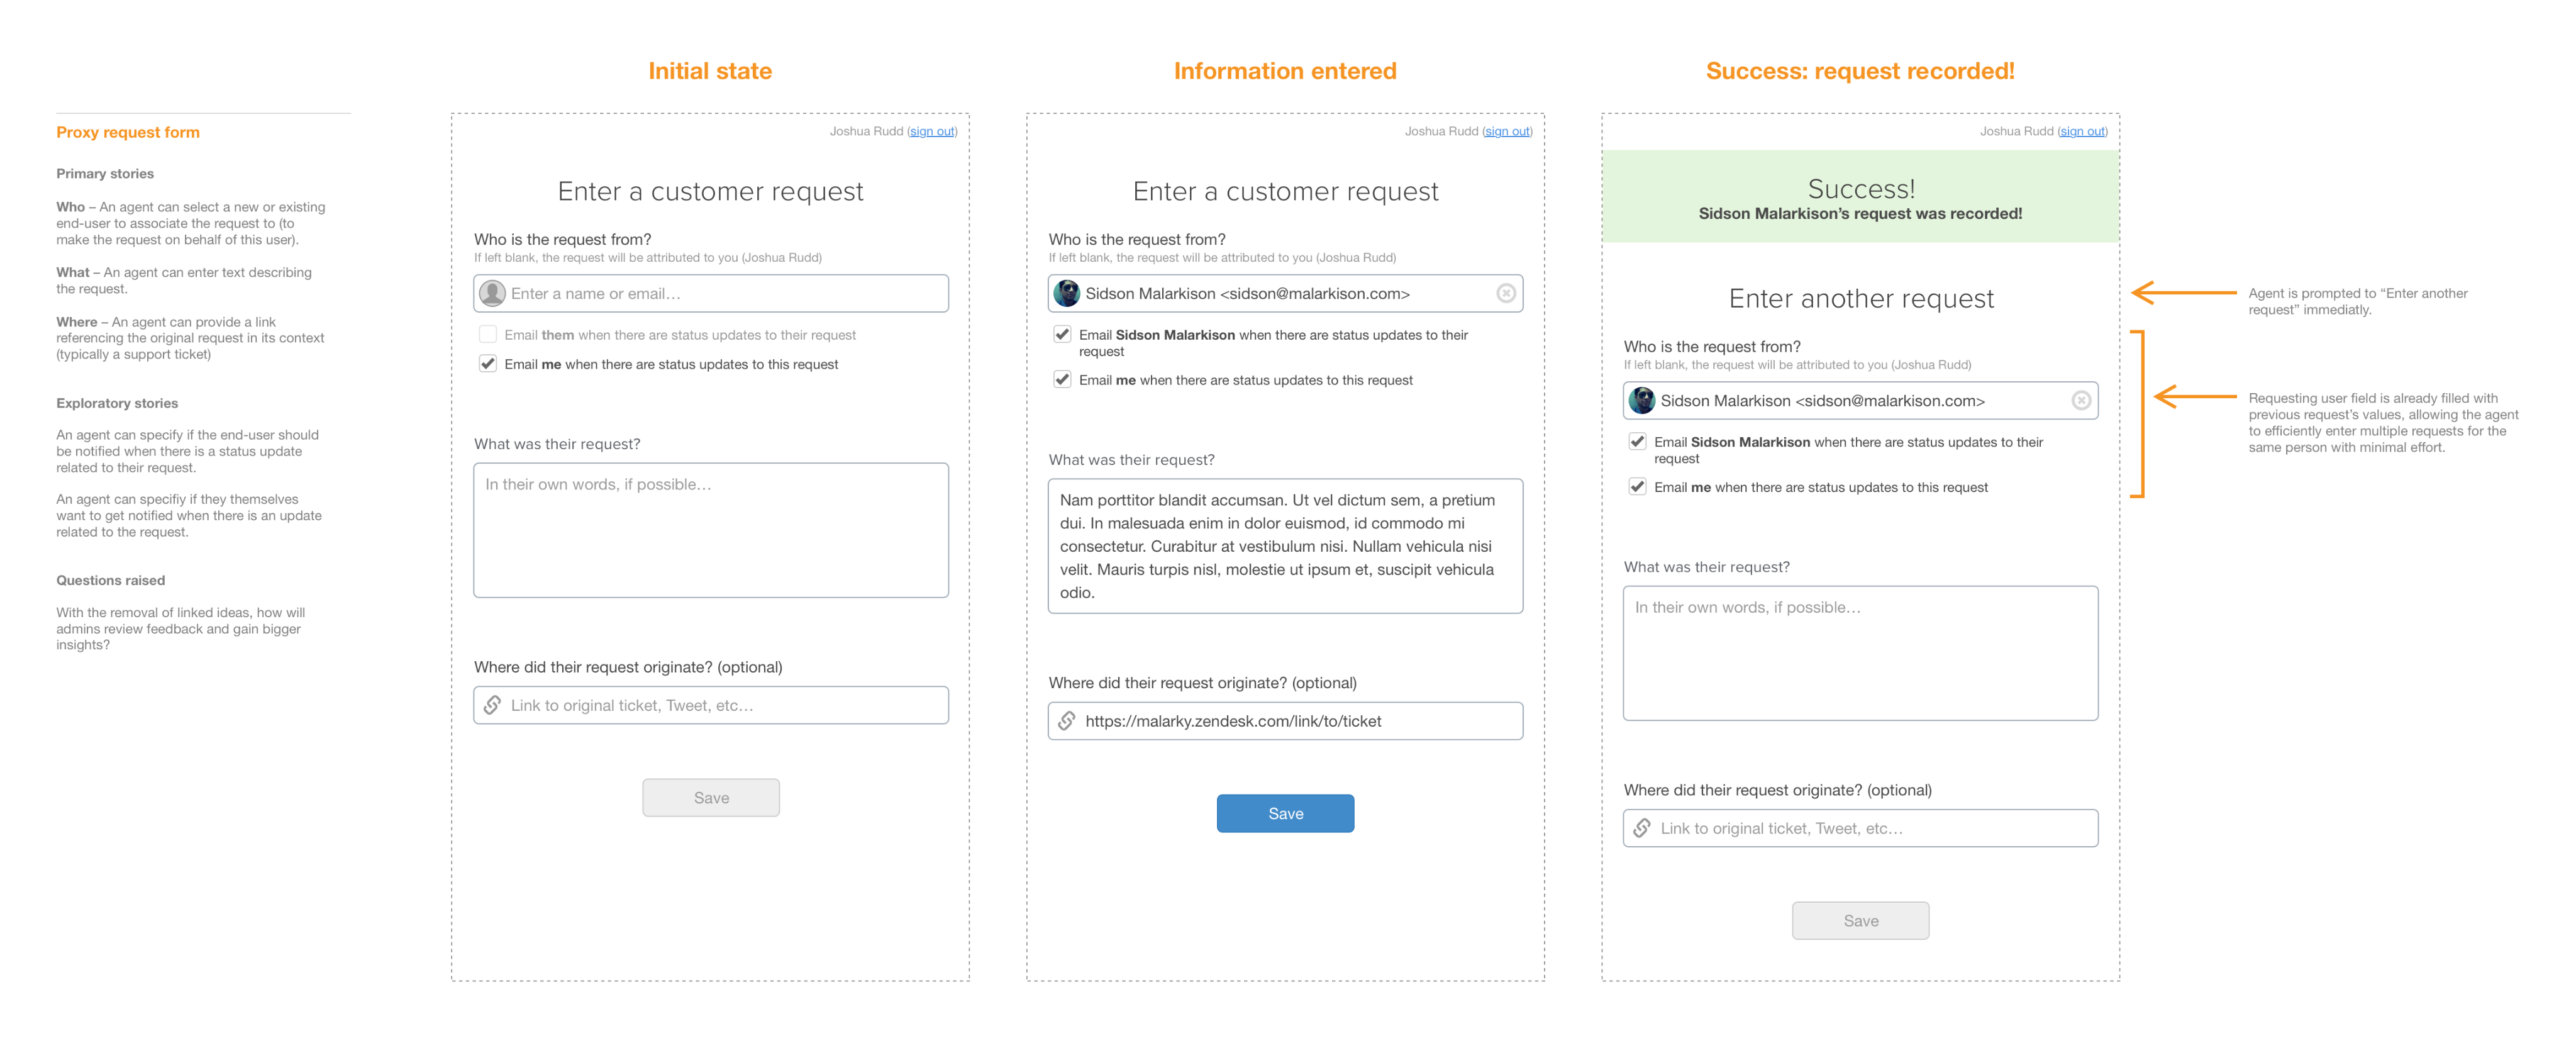 Proxy request form
Primary stories
Who – An agent can select a new or existing
end-user to associate the request to (to
make the request on behalf of this user).
What – An agent can enter text describing
the request.
Where – An agent can provide a link
referencing the original request in its context
(typically a support ticket)
Exploratory stories
An agent can specify if the end-user should
be notified when there is a status update
related to their request.
An agent can specifiy if they themselves
want to get notified when there is an update
related to the request.
Questions raised
With the removal of linked ideas, how will
admins review feedback and gain bigger
insights?
Initial state
Joshua Rudd (sign out)
Enter a customer request
Who is the request from?
If left blank, the request will be attributed to you (Joshua Rudd)
Enter a name or email…
Email them when there are status updates to their request
Email me when there are status updates to this request
What was their request?
In their own words, if possible…
Where did their request originate? (optional)
Link to original ticket, Tweet, etc…
Save
Information entered
Joshua Rudd (sign out)
Enter a customer request
Who is the request from?
If left blank, the request will be attributed to you (Joshua Rudd)
Sidson Malarkison <sidson@malarkison.com>
Email Sidson Malarkison when there are status updates to their
request
Email me when there are status updates to this request
What was their request?
Nam porttitor blandit accumsan. Ut vel dictum sem, a pretium
dui. In malesuada enim in dolor euismod, id commodo mi
consectetur. Curabitur at vestibulum nisi. Nullam vehicula nisi
velit. Mauris turpis nisl, molestie ut ipsum et, suscipit vehicula
odio.
Where did their request originate? (optional)
https://malarky.zendesk.com/link/to/ticket
Save
Success: request recorded!
Joshua Rudd (sign out)
Success!
Sidson Malarkison’s request was recorded!
Enter another request
Who is the request from?
If left blank, the request will be attributed to you (Joshua Rudd)
Sidson Malarkison <sidson@malarkison.com>
Email Sidson Malarkison when there are status updates to their
request
Email me when there are status updates to this request
What was their request?
In their own words, if possible…
Where did their request originate? (optional)
Link to original ticket, Tweet, etc…
Save
Agent is prompted to “Enter another
request” immediatly.
Requesting user field is already filled with
previous request’s values, allowing the agent
to efficiently enter multiple requests for the
same person with minimal effort.